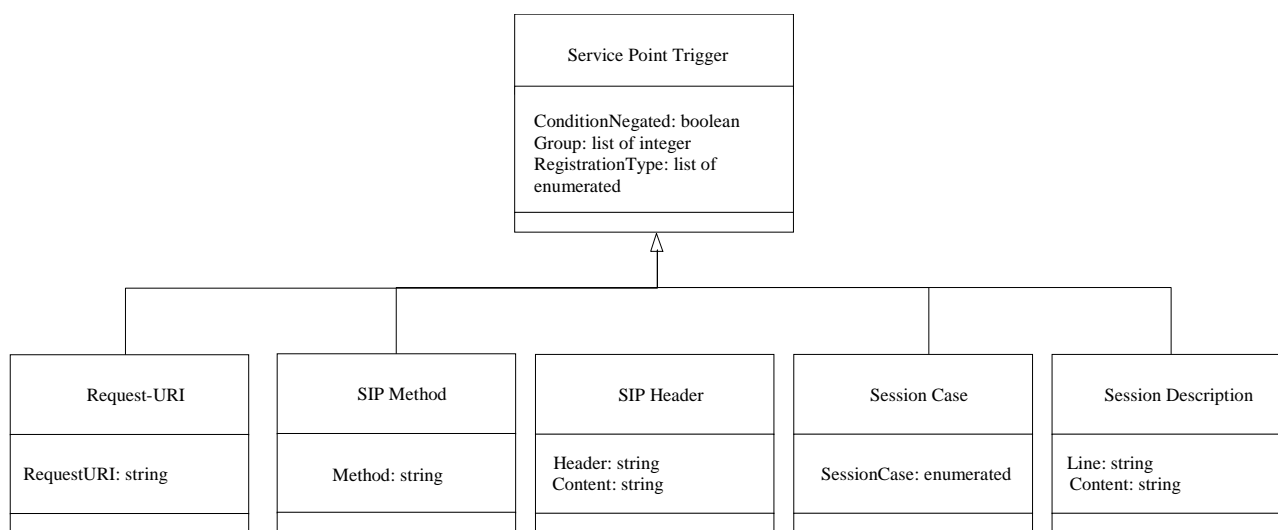 Service Point Trigger
ConditionNegated: boolean
Group: list of integer
RegistrationType: list of
enumerated
Request-URI
RequestURI: string
SIP Method
Method: string
SIP Header
Header: string
Content: string
Session Case
SessionCase: enumerated
Session Description
Line: string
Content: string